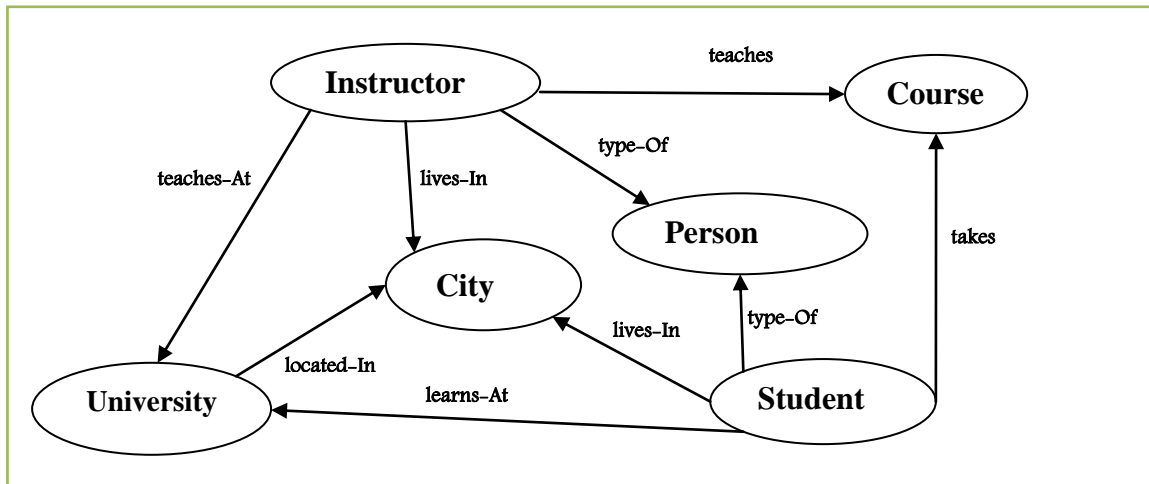 teaches
Instructor
Course
type-Of
teaches-At
lives-In
Person
takes
City
lives-In
type-Of
located-In
University
learns-At
Student